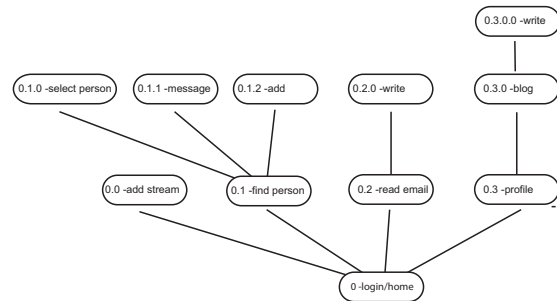 0.3.0.0 -write
0.1.0 -select person
0.1.1 -message
0.1.2 -add
0.2.0 -write
0.3.0 -blog
0.0 -add stream
0.1 -find person
0.2 -read email
0.3 -profile
0 -login/home